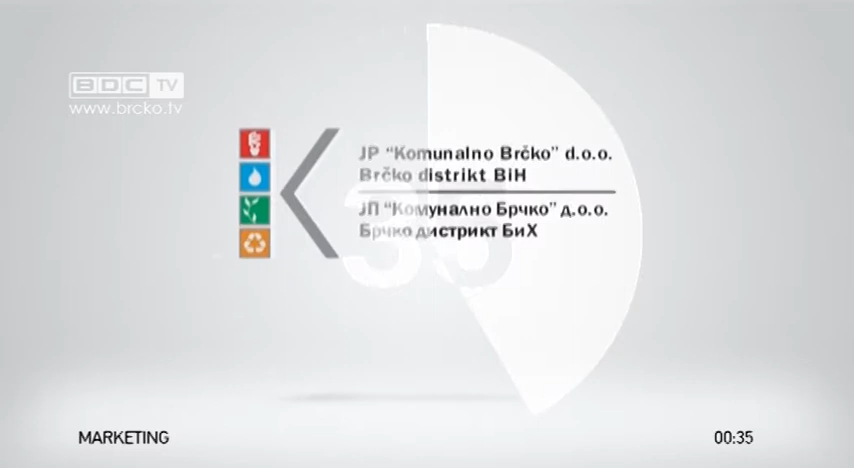 BDC TV
www.brcko.tv
JP “Komunalno Brčko” d.o.o.
Brčko distrikt BiH
ЈП “Комунално Брчко” д.о.о.
Брчко дистрикт БиХ
35
MARKETING
00:35